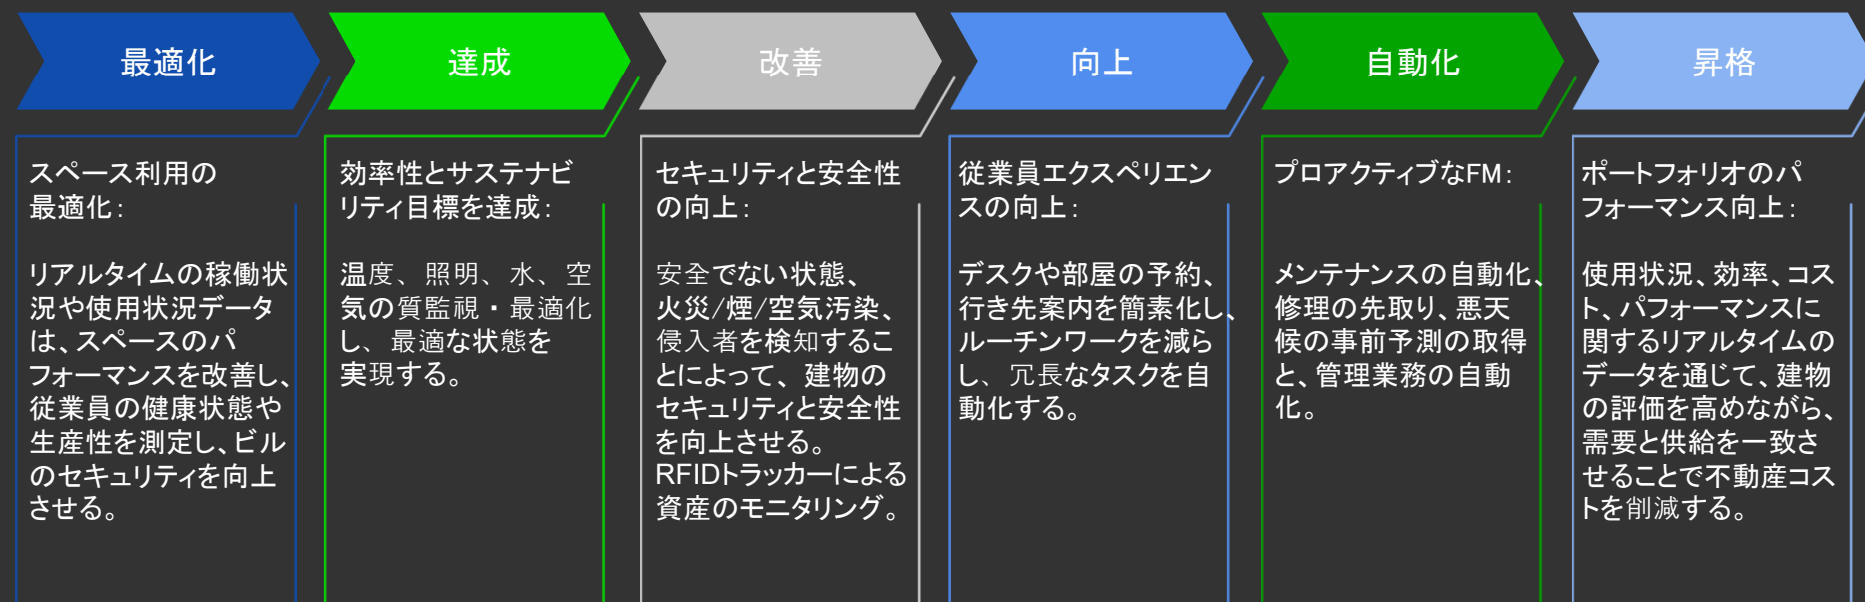 最適化
達成
改善
向上
自動化
昇格
スペース利用の
最適化：
リアルタイムの稼働状
況や使用状況データ
は、スペースのパ
フォーマンスを改善し、
従業員の健康状態や
生産性を測定し、ビル
のセキュリティを向上
させる。
効率性とサステナビ
リティ目標を達成：
温度、照明、水、空
気の質監視・最適化
し、最適な状態を
実現する。
セキュリティと安全性
の向上：
安全でない状態、
火災/煙/空気汚染、
侵入者を検知するこ
とによって、建物の
セキュリティと安全性
を向上させる。
RFIDトラッカーによる
資産のモニタリング。
従業員エクスペリエン
スの向上：
デスクや部屋の予約、
行き先案内を簡素化し、
ルーチンワークを減ら
し、冗長なタスクを自
動化する。
プロアクティブなFM：
メンテナンスの自動化、
修理の先取り、悪天
候の事前予測の取得
と、管理業務の自動
化。
ポートフォリオのパ
フォーマンス向上：
使用状況、効率、コス
ト、パフォーマンスに
関するリアルタイムの
データを通じて、建物
の評価を高めながら、
需要と供給を一致さ
せることで不動産コス
トを削減する。